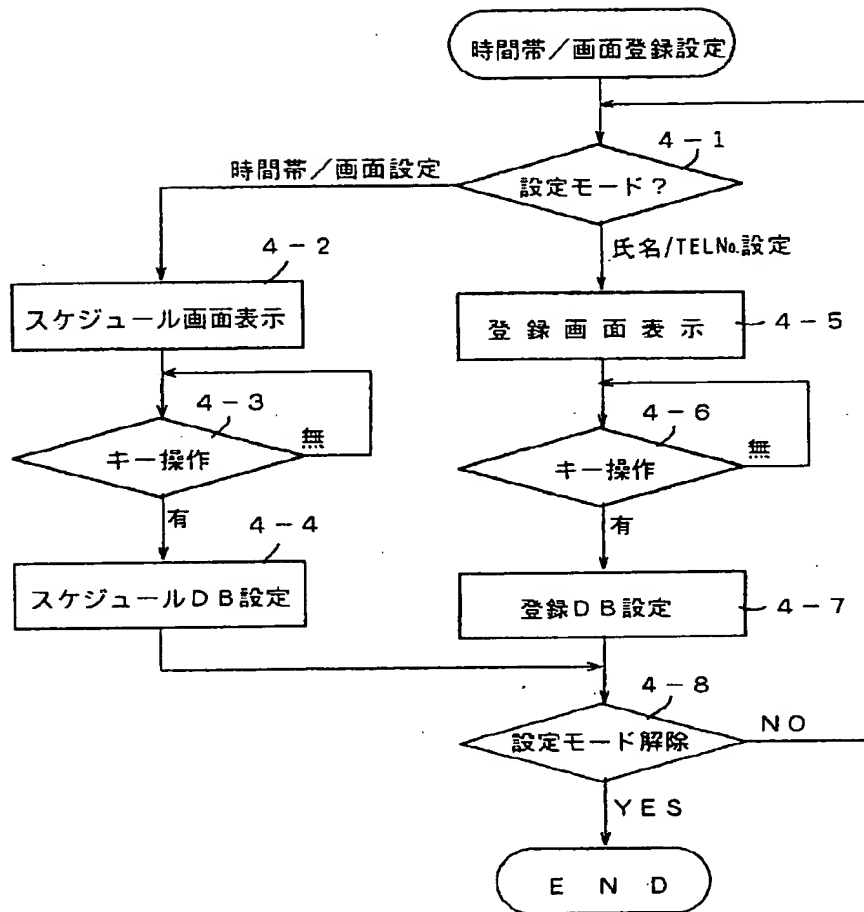 時間帯/画面登録設定
4-1
時間帯/画面設定
設定モード?
4-2
氏名/TELNo.設定
スケジュール画面表示
登録画面表示
4-5
4-3
4-6
キー操作
無
キー操作
無
有
有
4-4
スケジュールDB設定
登録DB設定
4-7
4-8
設定モード解除
NO
YES
END